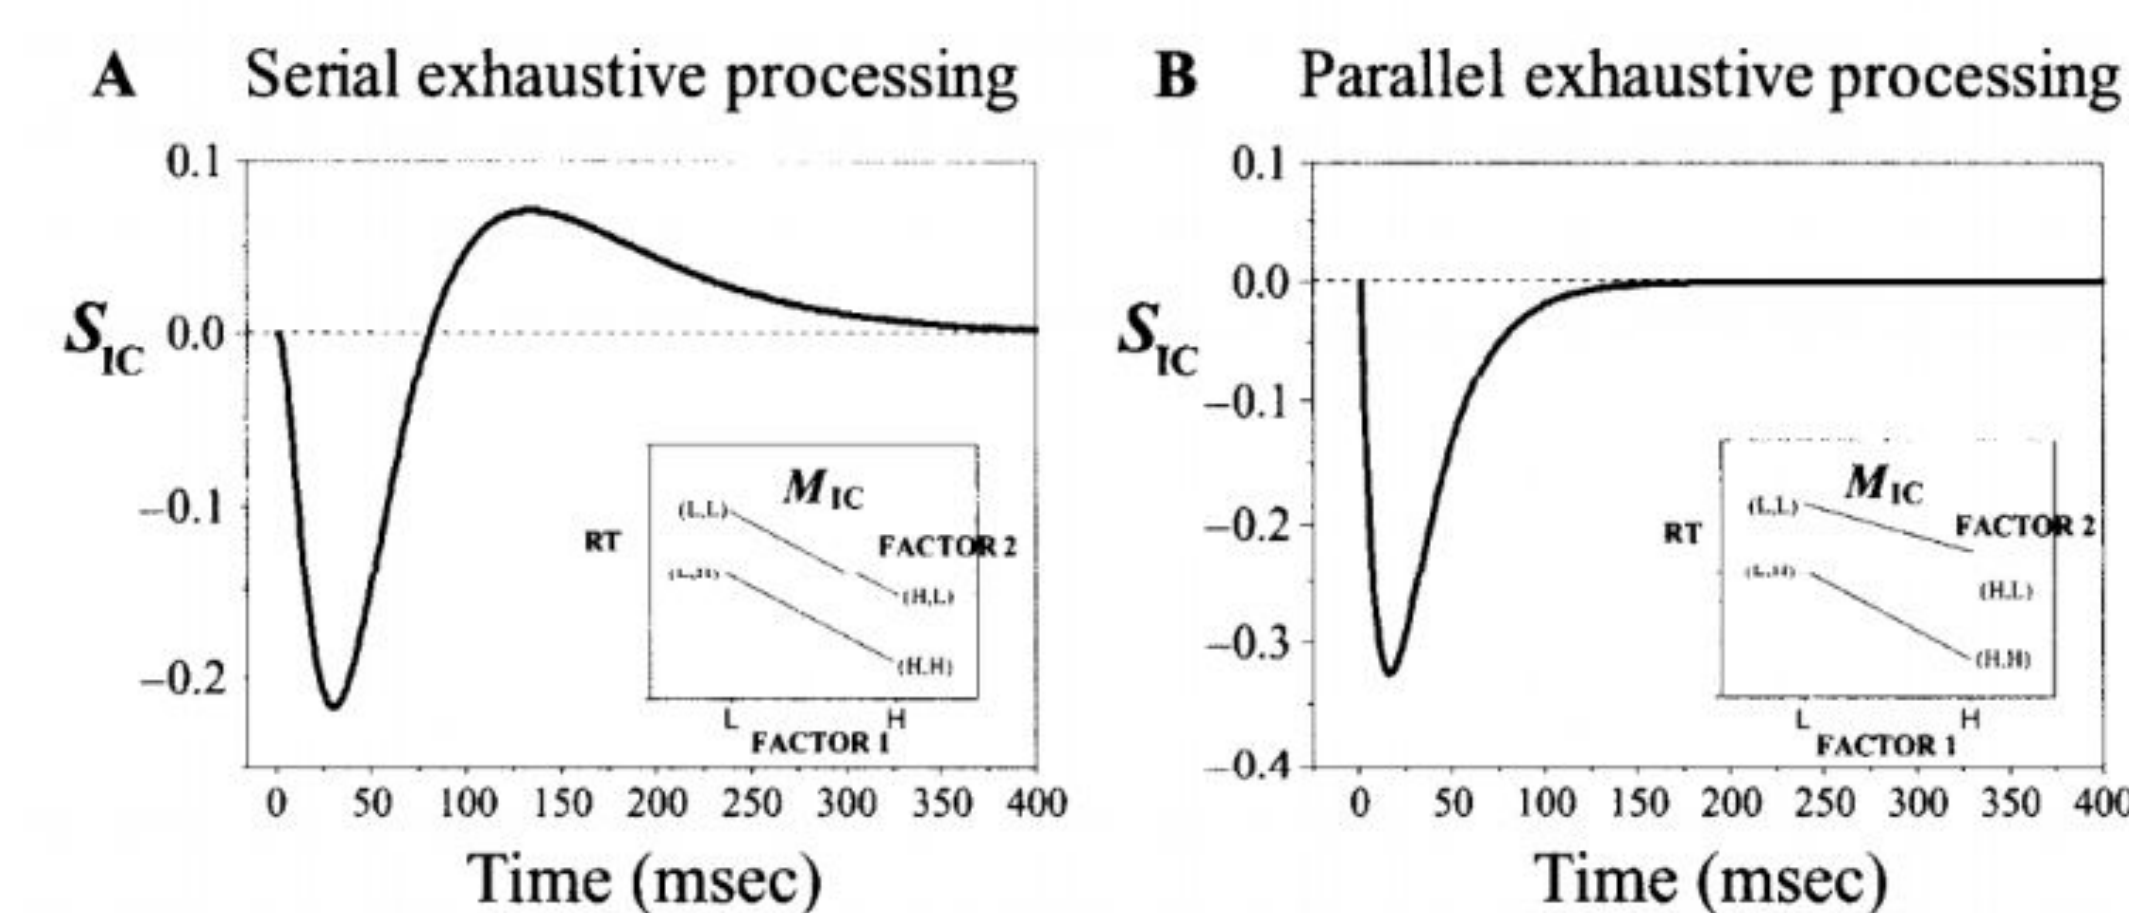 A Serial exhaustive processing
0.1
S_IC 0.0
–0.1
–0.2
M_IC
(L,L)
RT
FACTOR 2
(H,L)
(H,H)
L H
FACTOR 1
0 50 100 150 200 250 300 350 400
Time (msec)
B Parallel exhaustive processing
0.1
0.0
S_IC
–0.1
–0.2
–0.3
–0.4
M_IC
(L,L)
RT
FACTOR 2
(H,L)
(H,H)
L H
FACTOR 1
0 50 100 150 200 250 300 350 400
Time (msec)